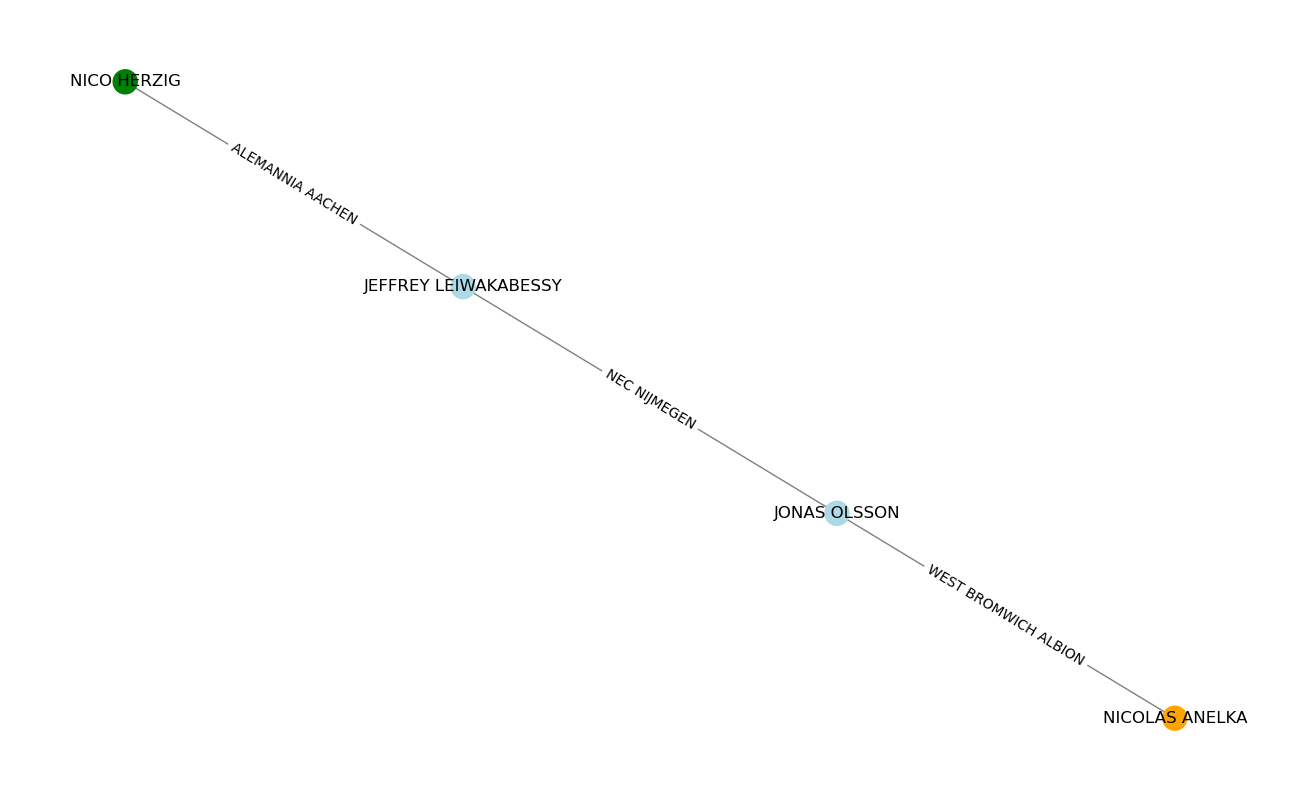 NICO HERZIG
ALEMANNIA AACHEN
JEFFREY LEIWAKABESSY
NEC NIJMEGEN
JONAS OLSSON
WEST BROMWICH ALBION
NICOLAS ANELKA